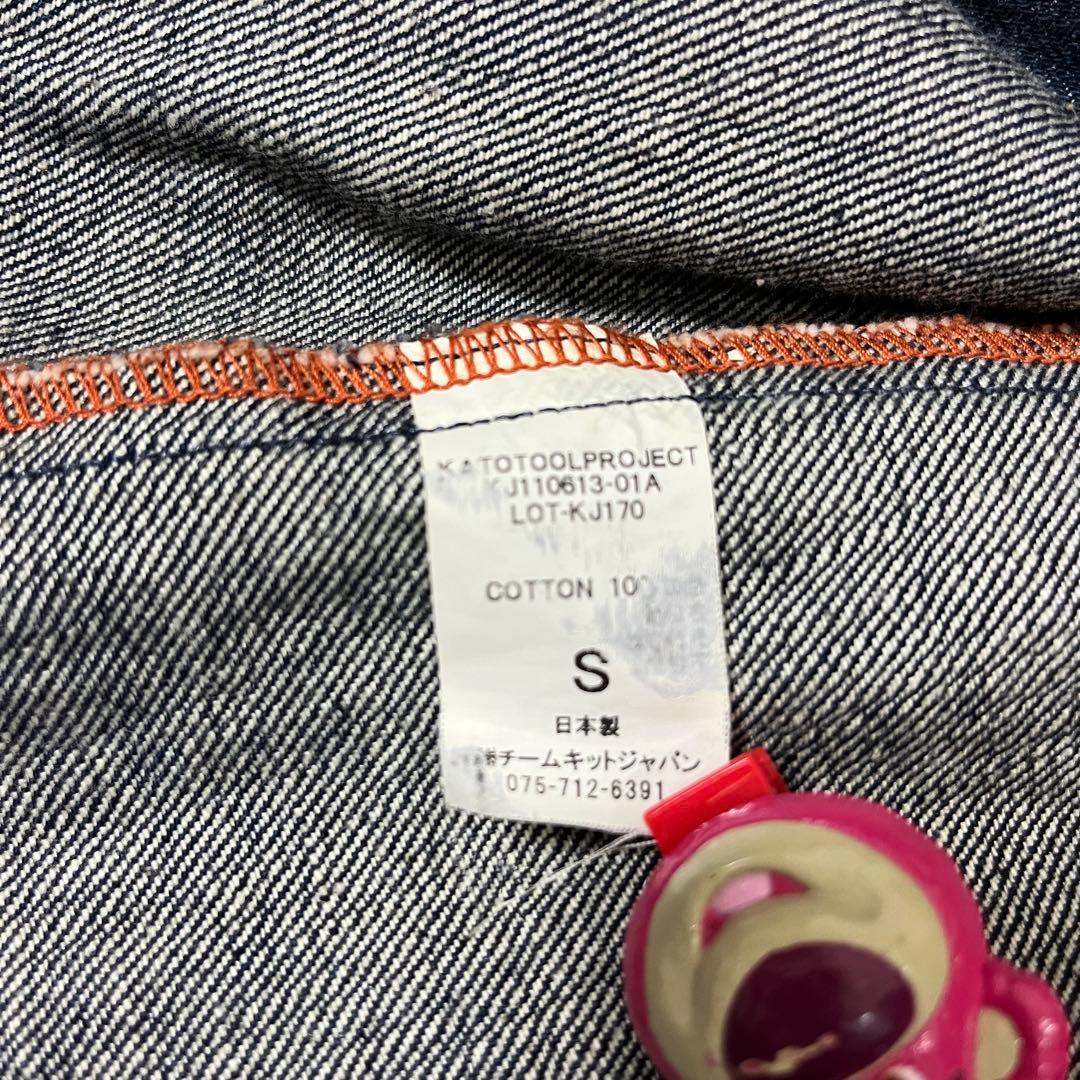 KATOTOOLPROJECT
KJ110613-01A
LOT-KJ170
COTTON 10
S
日本製
㈱チームキットジャパン
075-712-6391